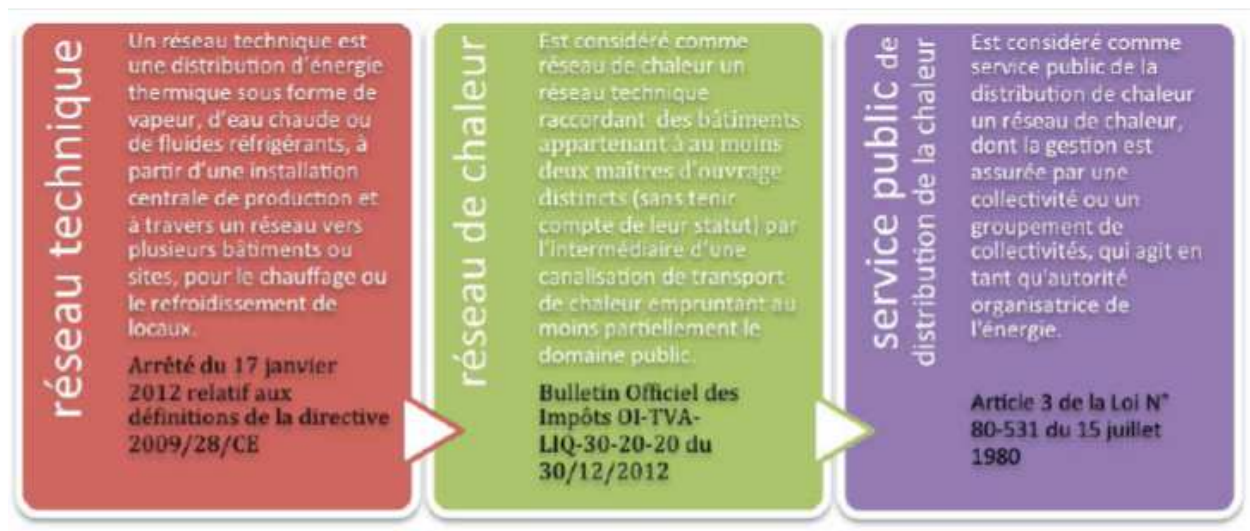 réseau technique
Un réseau technique est
une distribution d'énergie
thermique sous forme de
vapeur, d'eau chaude ou
de fluides réfrigérants, à
partir d'une installation
centrale de production et
à travers un réseau vers
plusieurs bâtiments ou
sites, pour le chauffage ou
le refroidissement de
locaux.
Arrêté du 17 janvier
2012 relatif aux
définitions de la directive
2009/28/CE
réseau de chaleur
Est considéré comme
réseau de chaleur un
réseau technique
raccordant des bâtiments
appartenant à au moins
deux maîtres d'ouvrage
distincts (sans tenir
compte de leur statut) par
l'intermédiaire d'une
canalisation de transport
de chaleur empruntant au
moins partiellement le
domaine public.
Bulletin Officiel des
Impôts OI-TVA-
LIQ-30-20-20 du
30/12/2012
service public de
distribution de la chaleur
Est considéré comme
service public de la
distribution de chaleur
un réseau de chaleur,
dont la gestion est
assurée par une
collectivité ou un
groupement de
collectivités, qui agit en
tant qu'autorité
organisatrice de
l'énergie.
Article 3 de la Loi N°
80-531 du 15 juillet
1980